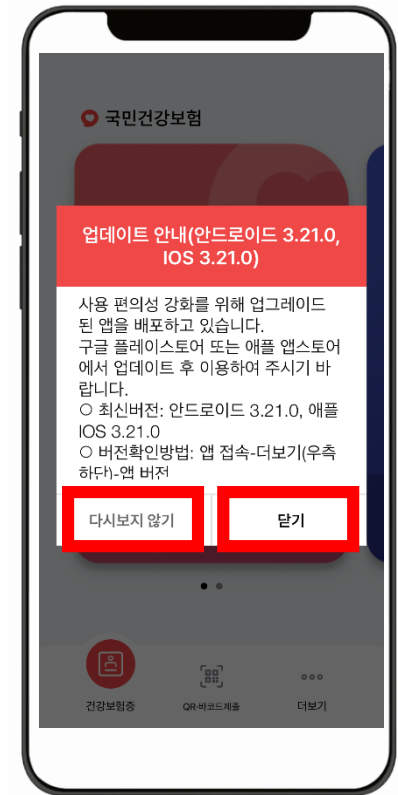 국민건강보험
업데이트 안내(안드로이드 3.21.0,
IOS 3.21.0)
사용 편의성 강화를 위해 업그레이드
된 앱을 배포하고 있습니다.
구글 플레이스토어 또는 애플 앱스토어
에서 업데이트 후 이용하여 주시기 바
랍니다.
○ 최신버전: 안드로이드 3.21.0, 애플
IOS 3.21.0
○ 버전확인방법: 앱 접속-더보기(우측
하단)-앱 버전
다시보지 않기
닫기
건강보험증
QR·바코드제출
더보기